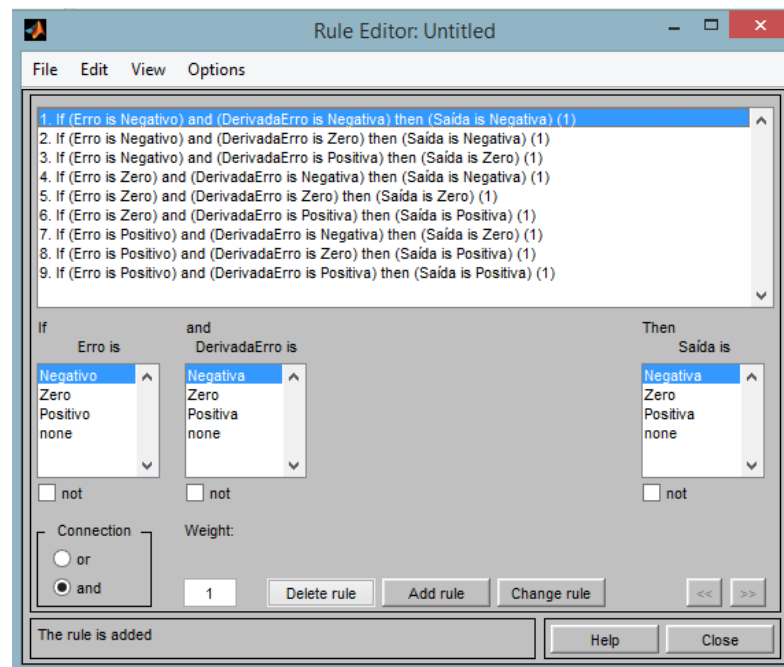 Rule Editor: Untitled
File Edit View Options
1. If (Erro is Negativo) and (DerivadaErro is Negativa) then (Saída is Negativa) (1)
2. If (Erro is Negativo) and (DerivadaErro is Zero) then (Saída is Negativa) (1)
3. If (Erro is Negativo) and (DerivadaErro is Positiva) then (Saída is Zero) (1)
4. If (Erro is Zero) and (DerivadaErro is Negativa) then (Saída is Negativa) (1)
5. If (Erro is Zero) and (DerivadaErro is Zero) then (Saída is Zero) (1)
6. If (Erro is Zero) and (DerivadaErro is Positiva) then (Saída is Positiva) (1)
7. If (Erro is Positivo) and (DerivadaErro is Negativa) then (Saída is Zero) (1)
8. If (Erro is Positivo) and (DerivadaErro is Zero) then (Saída is Positiva) (1)
9. If (Erro is Positivo) and (DerivadaErro is Positiva) then (Saída is Positiva) (1)
If and Then
Erro is DerivadaErro is Saída is
Negativo Negativa Negativa
Zero Zero Zero
Positivo Positiva Positiva
none none none
not not not
Connection Weight:
or
and 1 Delete rule Add rule Change rule << >>
The rule is added Help Close